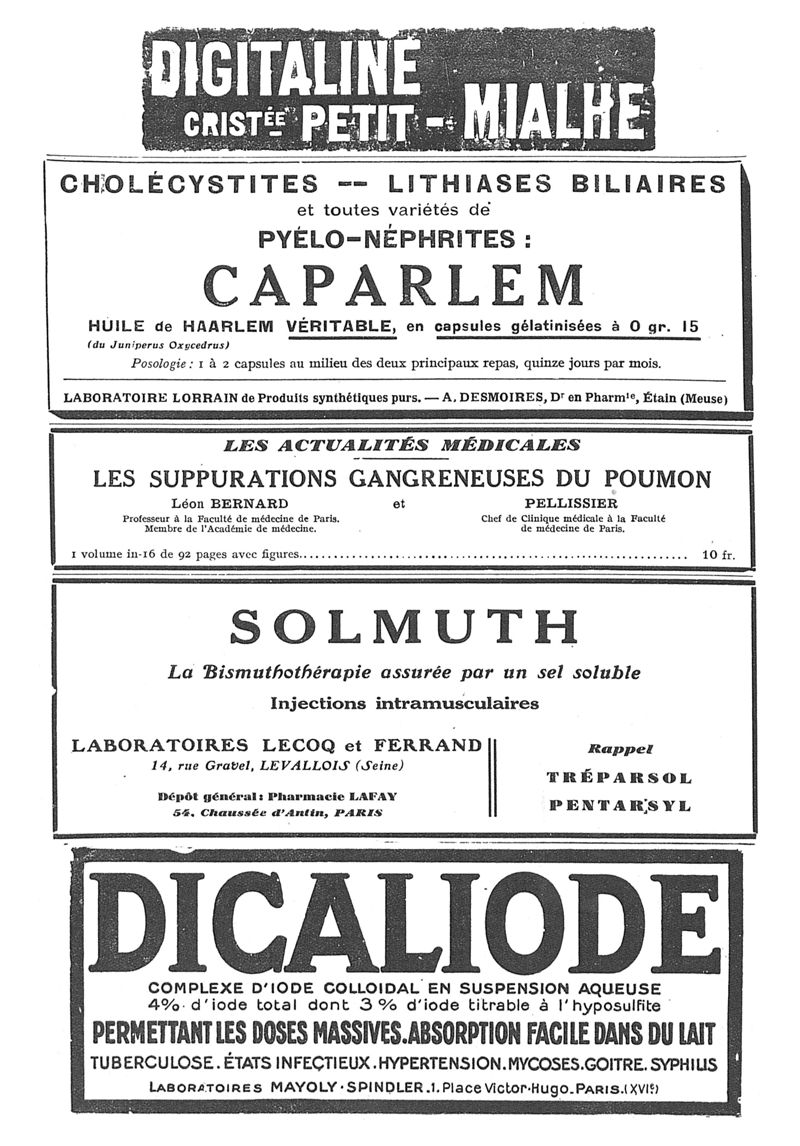 DIGITALINE
CRISTÉE PETIT - MIALHE
CHOLÉCYSTITES -- LITHIASES BILIAIRES
et toutes variétés de
PYÉLO-NÉPHRITES :
CAPARLEM
HUILE de HAARLEM VÉRITABLE, en capsules gélatinisées à 0 gr. 15
(du Juniperus Oxycedrus)
Posologie : 1 à 2 capsules au milieu des deux principaux repas, quinze jours par mois.
LABORATOIRE LORRAIN de Produits synthétiques purs. — A. DESMOIRES, Dr en Pharmie, Étain (Meuse)
LES ACTUALITÉS MÉDICALES
LES SUPPURATIONS GANGRENEUSES DU POUMON
Léon BERNARD et PELLISSIER
Professeur à la Faculté de médecine de Paris. Chef de Clinique médicale à la Faculté
Membre de l'Académie de médecine. de médecine de Paris.
1 volume in-16 de 92 pages avec figures.......................................................... 10 fr.
SOLMUTH
La Bismuthothérapie assurée par un sel soluble
Injections intramusculaires
LABORATOIRES LECOQ et FERRAND
14, rue Gravel, LEVALLOIS (Seine)
Dépôt général : Pharmacie LAFAY
54, Chaussée d'Antin, PARIS
Rappel
TRÉPARSOL
PENTARSYL
DICALIODE
COMPLEXE D'IODE COLLOIDAL EN SUSPENSION AQUEUSE
4% d'iode total dont 3 % d'iode titrable à l'hyposulfite
PERMETTANT LES DOSES MASSIVES. ABSORPTION FACILE DANS DU LAIT
TUBERCULOSE. ÉTATS INFECTIEUX. HYPERTENSION. MYCOSES. GOITRE. SYPHILIS
LABORATOIRES MAYOLY-SPINDLER. 1. Place Victor-Hugo. PARIS. (XVIe)